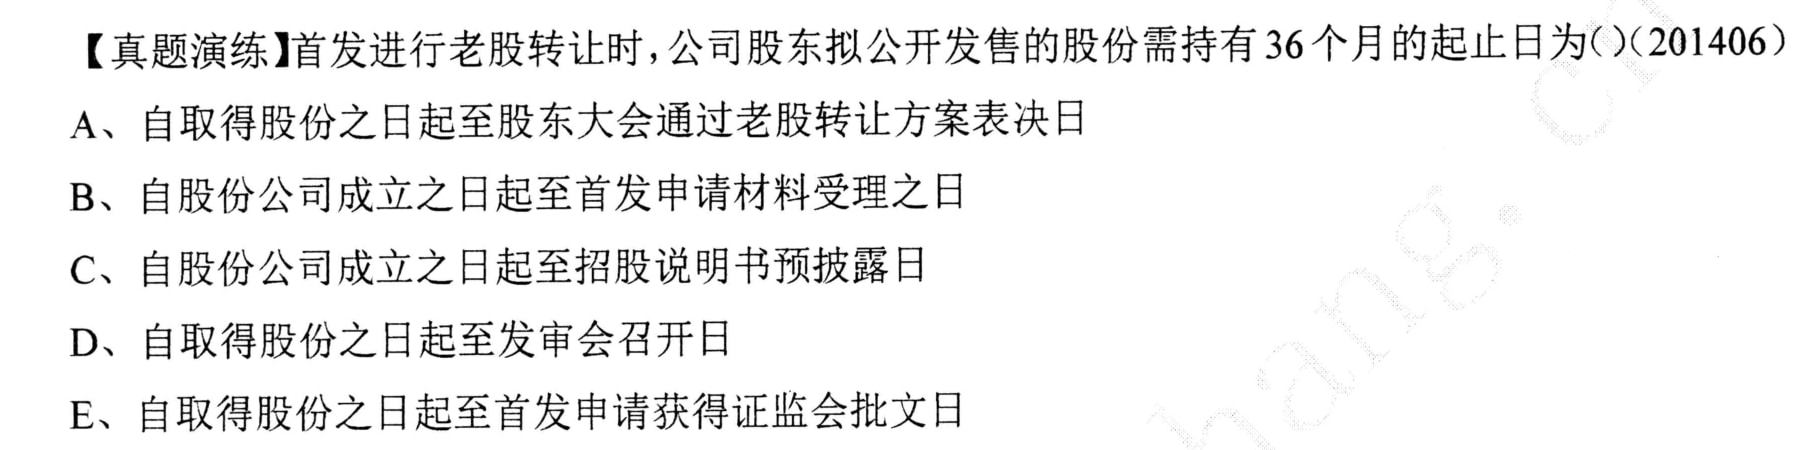 【真题演练】首发进行老股转让时,公司股东拟公开发售的股份需持有36个月的起止日为()(201406)
A、自取得股份之日起至股东大会通过老股转让方案表决日
B、自股份公司成立之日起至首发申请材料受理之日
C、自股份公司成立之日起至招股说明书预披露日
D、自取得股份之日起至发审会召开日
E、自取得股份之日起至首发申请获得证监会批文日
hang.cn